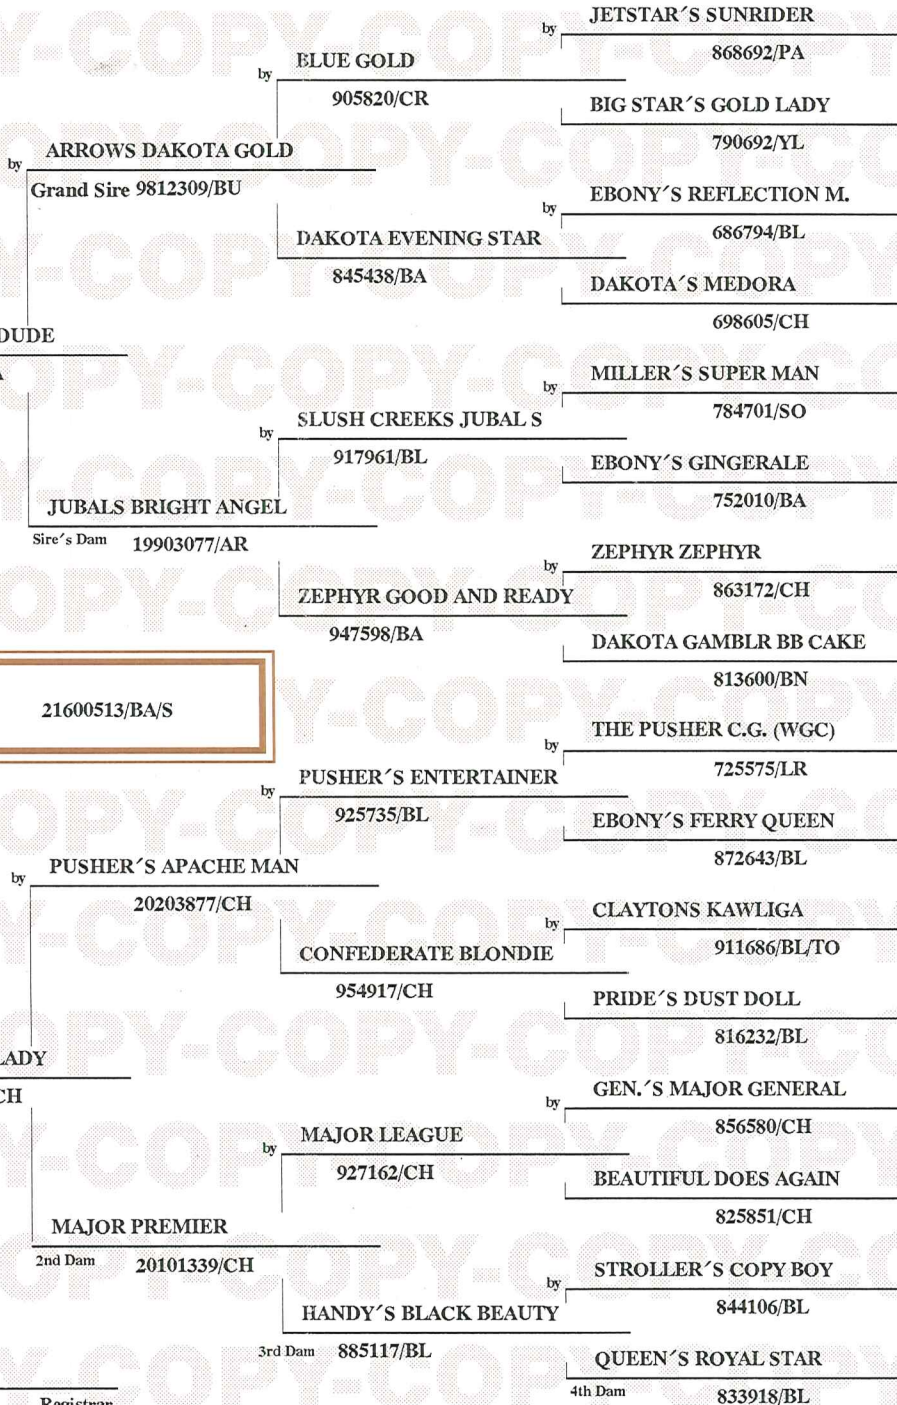 by JETSTAR´S SUNRIDER
868692/PA
by BLUE GOLD
905820/CR
BIG STAR´S GOLD LADY
790692/YL
by ARROWS DAKOTA GOLD
Grand Sire 9812309/BU
by EBONY´S REFLECTION M.
686794/BL
DAKOTA EVENING STAR
845438/BA
DAKOTA´S MEDORA
698605/CH
DUDE
by MILLER´S SUPER MAN
784701/SO
by SLUSH CREEKS JUBAL S
917961/BL
EBONY´S GINGERALE
752010/BA
JUBALS BRIGHT ANGEL
Sire´s Dam 19903077/AR
by ZEPHYR ZEPHYR
863172/CH
ZEPHYR GOOD AND READY
947598/BA
DAKOTA GAMBLR BB CAKE
813600/BN
21600513/BA/S
by THE PUSHER C.G. (WGC)
725575/LR
by PUSHER´S ENTERTAINER
925735/BL
EBONY´S FERRY QUEEN
872643/BL
by PUSHER´S APACHE MAN
20203877/CH
by CLAYTONS KAWLIGA
911686/BL/TO
CONFEDERATE BLONDIE
954917/CH
PRIDE´S DUST DOLL
816232/BL
LADY
CH
by GEN.´S MAJOR GENERAL
856580/CH
by MAJOR LEAGUE
927162/CH
BEAUTIFUL DOES AGAIN
825851/CH
MAJOR PREMIER
2nd Dam 20101339/CH
by STROLLER´S COPY BOY
844106/BL
HANDY´S BLACK BEAUTY
3rd Dam 885117/BL
QUEEN´S ROYAL STAR
4th Dam 833918/BL
Registrar